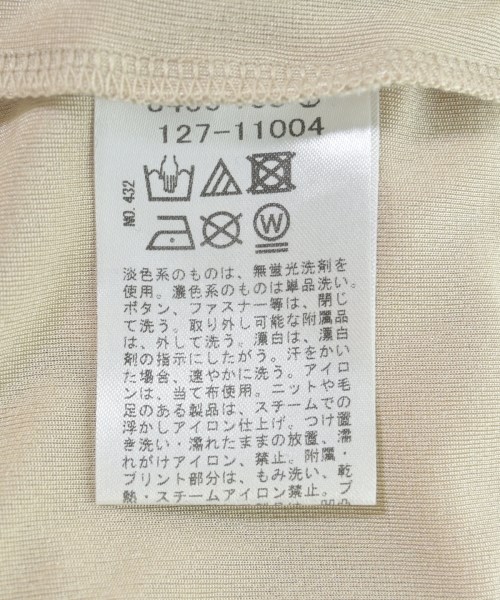 127-11004
NO.432
W
淡色系のものは、無蛍光洗剤を
使用。濃色系のものは単品洗い。
ボタン、ファスナー等は、閉じ
て洗う。取り外し可能な附属品
は、外して洗う。漂白は、漂白
剤の指示にしたがう。汗をかい
た場合、速やかに洗う。アイロ
ンは、当て布使用。ニットや毛
足のある製品は、スチームでの
浮かしアイロン仕上げ。つけ置
き洗い・濡れたままの放置、濡
れがけアイロン、禁止。附属・
プリント部分は、もみ洗い、乾
熱・スチームアイロン禁止。プ